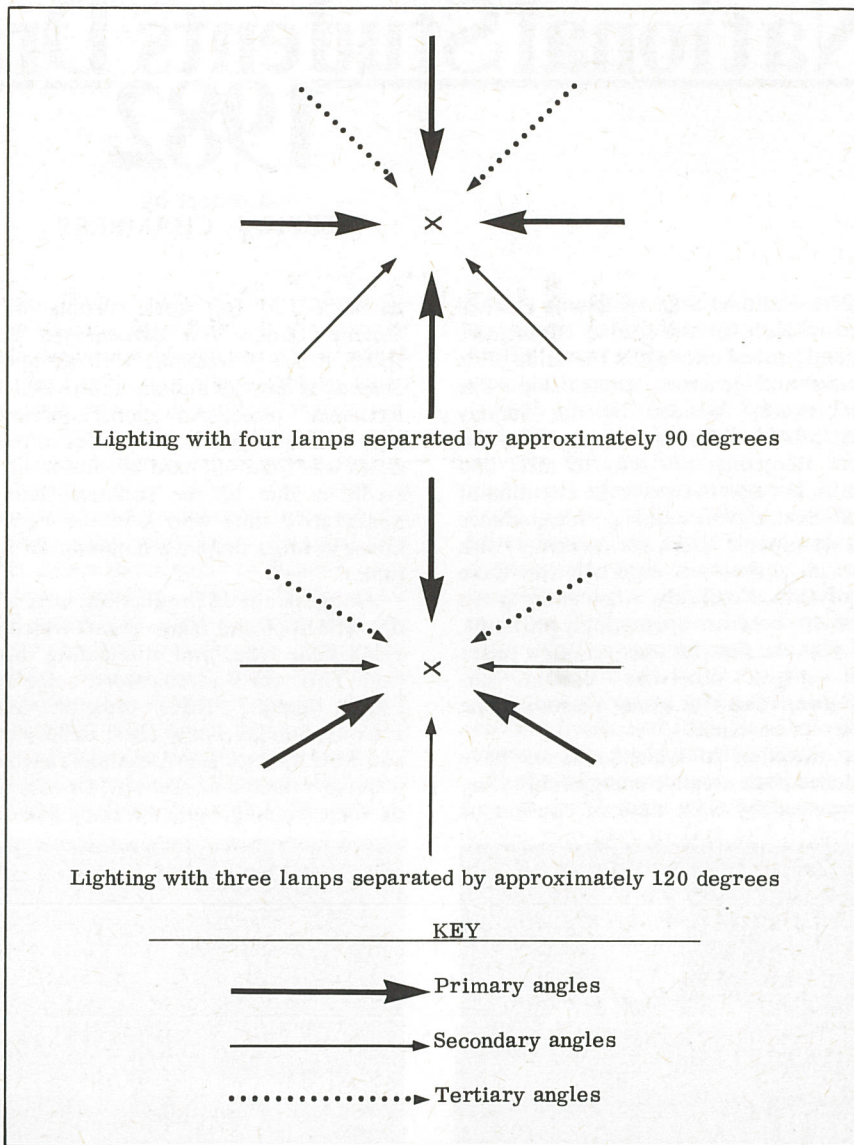 Lighting with four lamps separated by approximately 90 degrees
Lighting with three lamps separated by approximately 120 degrees
KEY
Primary angles
Secondary angles
Tertiary angles